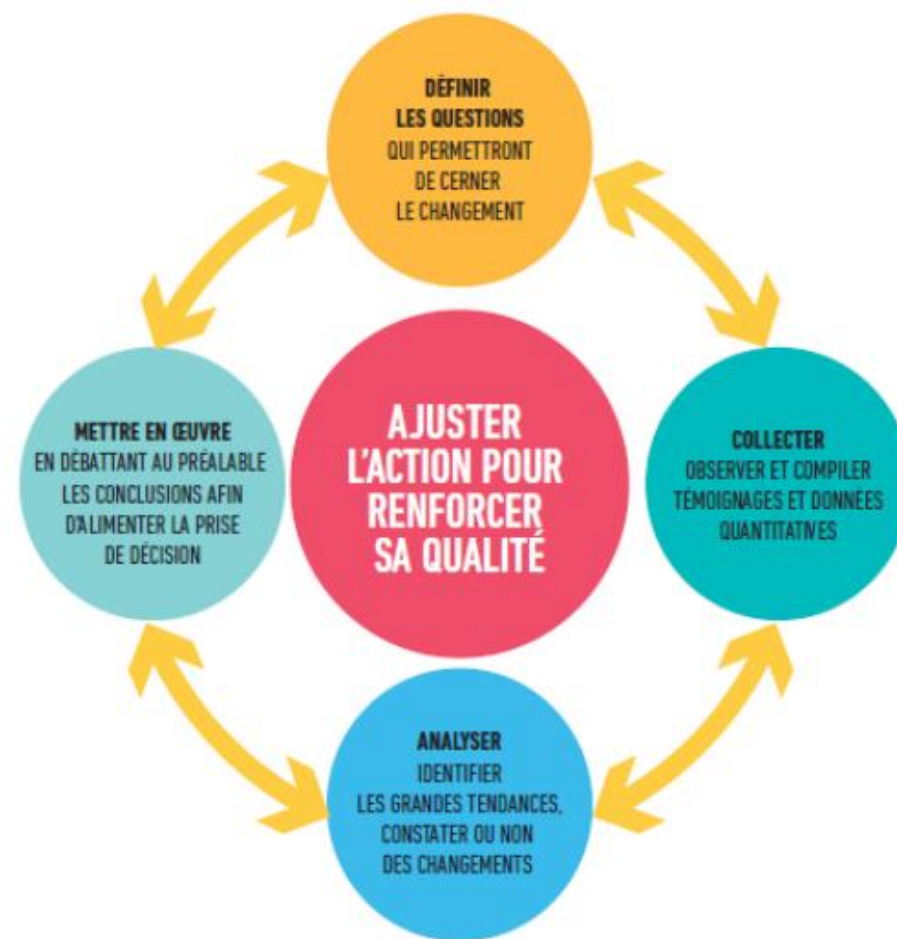 DÉFINIR
LES QUESTIONS
QUI PERMETTRONT
DE CERNER
LE CHANGEMENT
METTRE EN ŒUVRE
EN DÉBATTANT AU PRÉALABLE
LES CONCLUSIONS AFIN
D'ALIMENTER LA PRISE
DE DÉCISION
AJUSTER
L'ACTION POUR
RENFORCER
SA QUALITÉ
COLLECTER
OBSERVER ET COMPILER
TÉMOIGNAGES ET DONNÉES
QUANTITATIVES
ANALYSER
IDENTIFIER
LES GRANDES TENDANCES,
CONSTATER OU NON
DES CHANGEMENTS